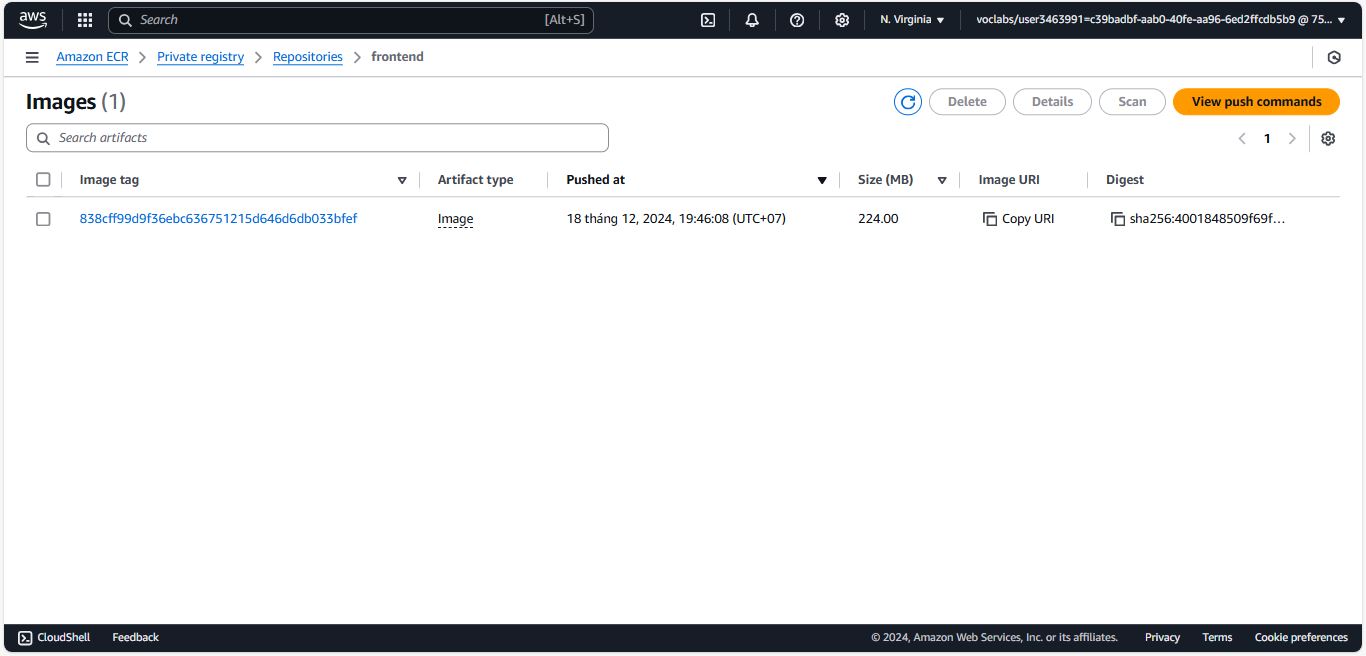 aws Search [Alt+S] N. Virginia voclabs/user3463991=c39badbf-aab0-40fe-aa96-6ed2ffcdb5b9 @ 75...
Amazon ECR > Private registry > Repositories > frontend
Images (1) Delete Details Scan View push commands
Search artifacts 1
Image tag Artifact type Pushed at Size (MB) Image URI Digest
838cff99d9f36ebc636751215d646d6db033bfef Image 18 tháng 12, 2024, 19:46:08 (UTC+07) 224.00 Copy URI sha256:4001848509f69f...
CloudShell Feedback © 2024, Amazon Web Services, Inc. or its affiliates. Privacy Terms Cookie preferences